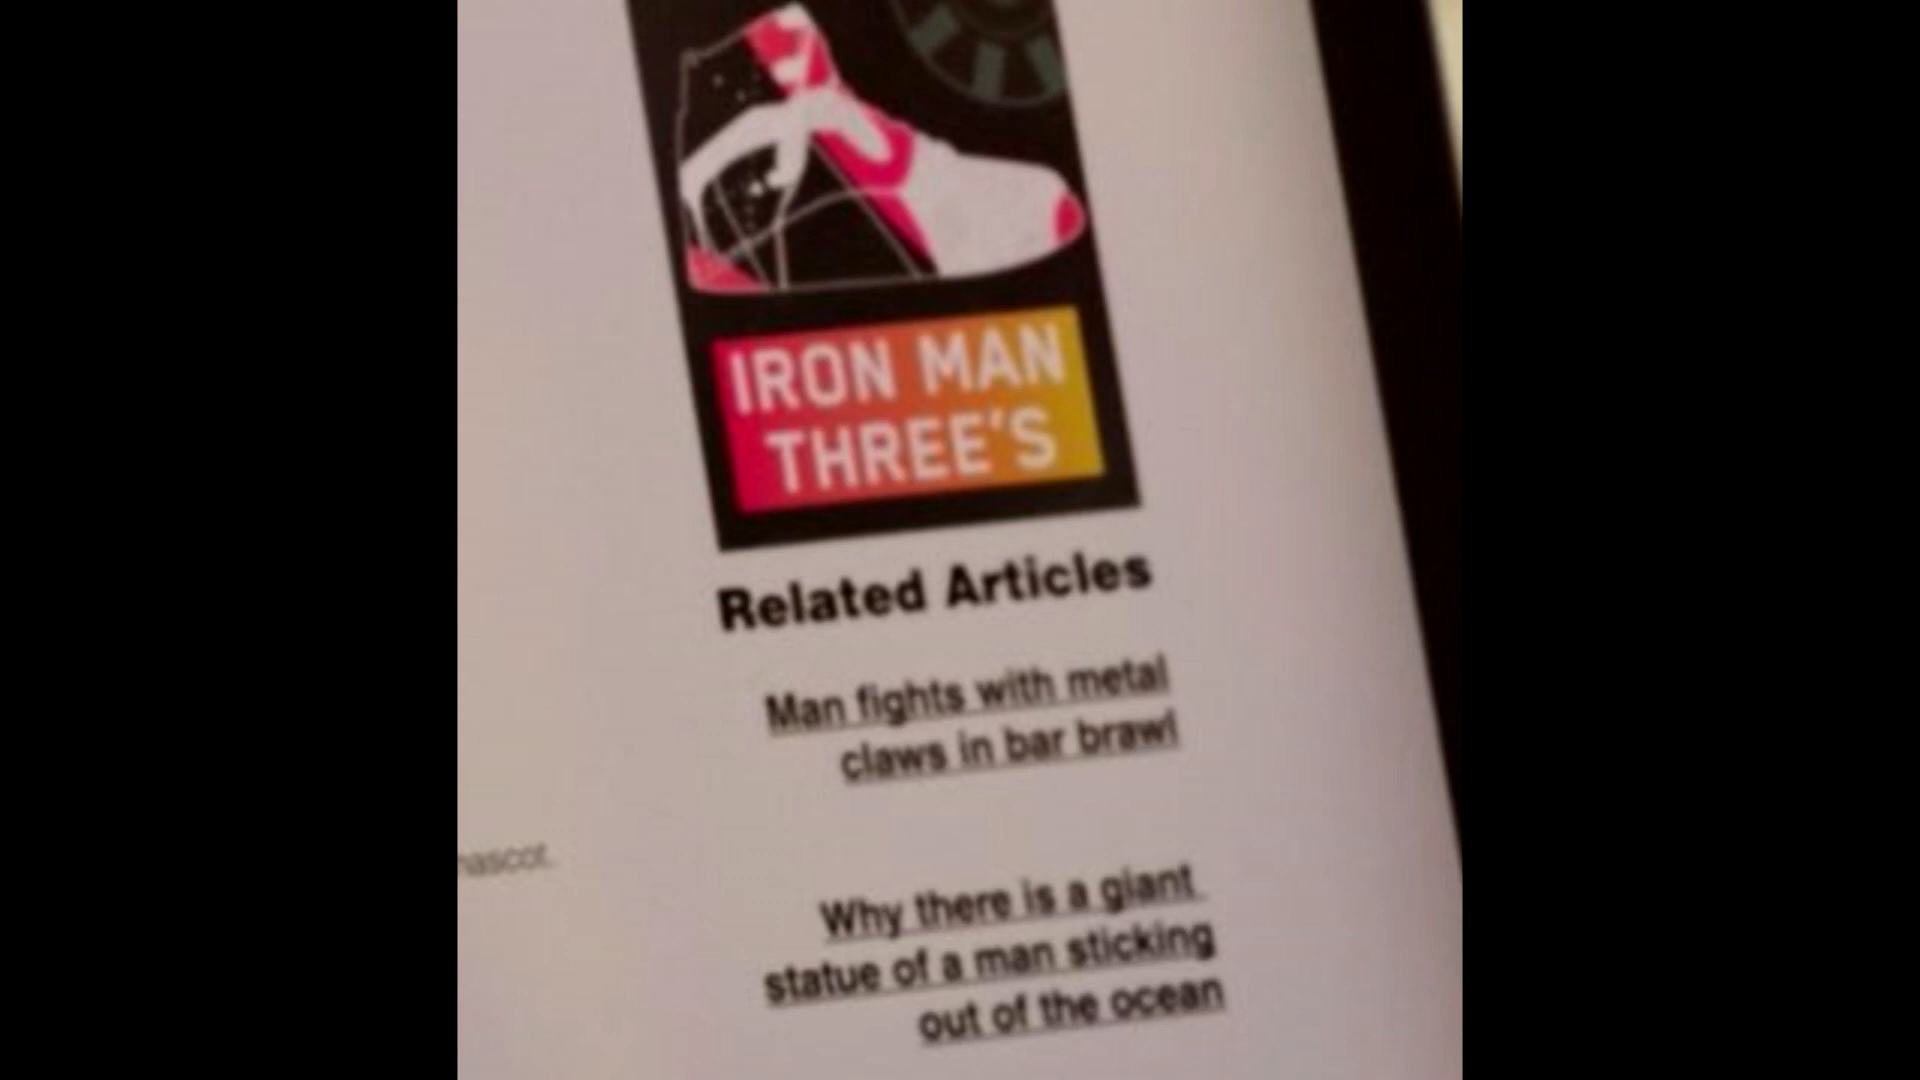 IRON MAN
THREE'S
Related Articles
Man fights with metal
claws in bar brawl
Why there is a giant
statue of a man sticking
out of the ocean